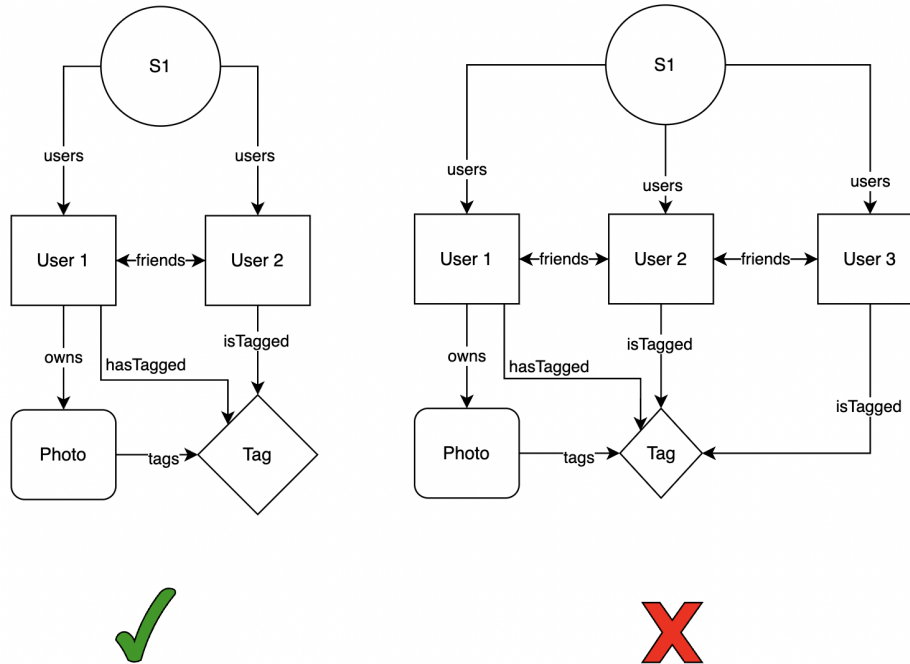 S1
users
users
User 1
friends
User 2
owns
hasTagged
isTagged
Photo
tags
Tag
S1
users
users
users
User 1
friends
User 2
friends
User 3
owns
hasTagged
isTagged
isTagged
Photo
tags
Tag